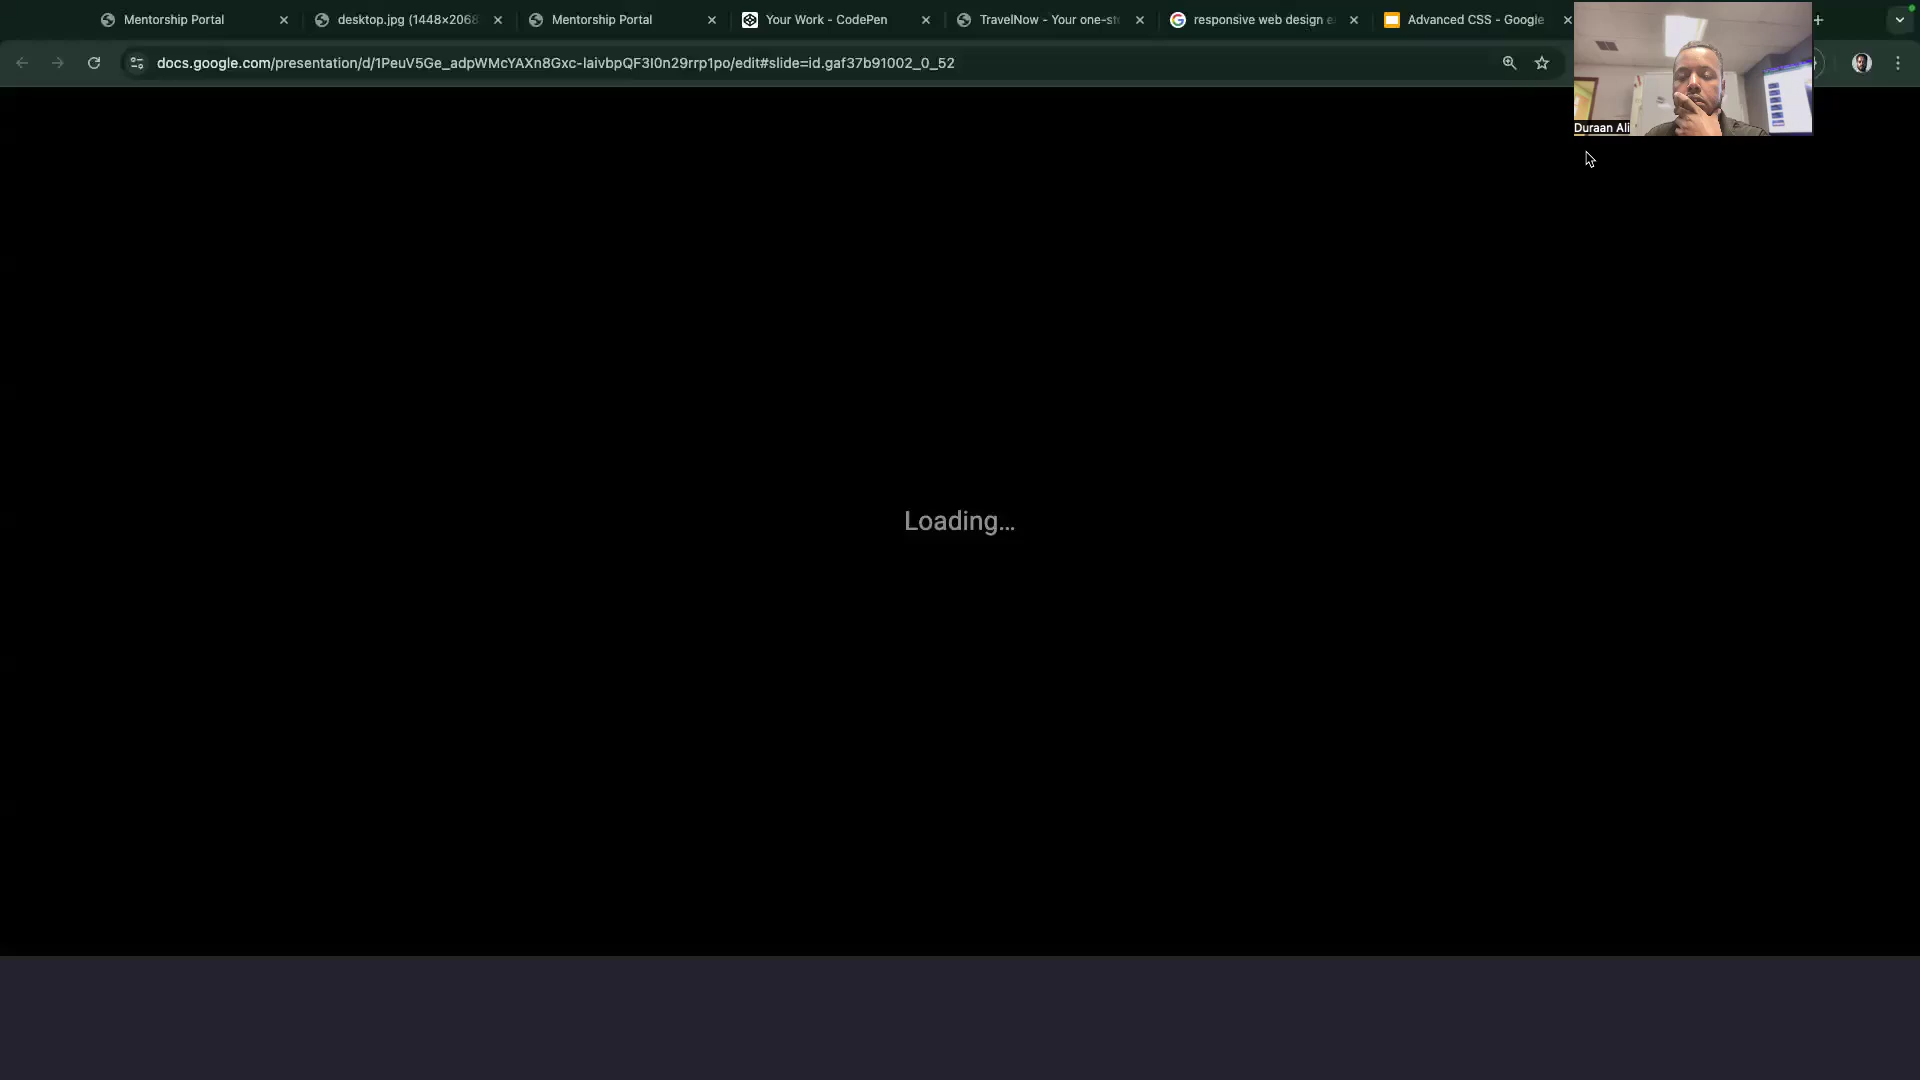 Mentorship Portal
desktop.jpg (1448×2068
Mentorship Portal
Your Work - CodePen
TravelNow - Your one-st
responsive web design e
Advanced CSS - Google
docs.google.com/presentation/d/1PeuV5Ge_adpWMcYAXn8Gxc-laivbpQF3I0n29rrp1po/edit#slide=id.gaf37b91002_0_52
Duraan Ali
Loading...